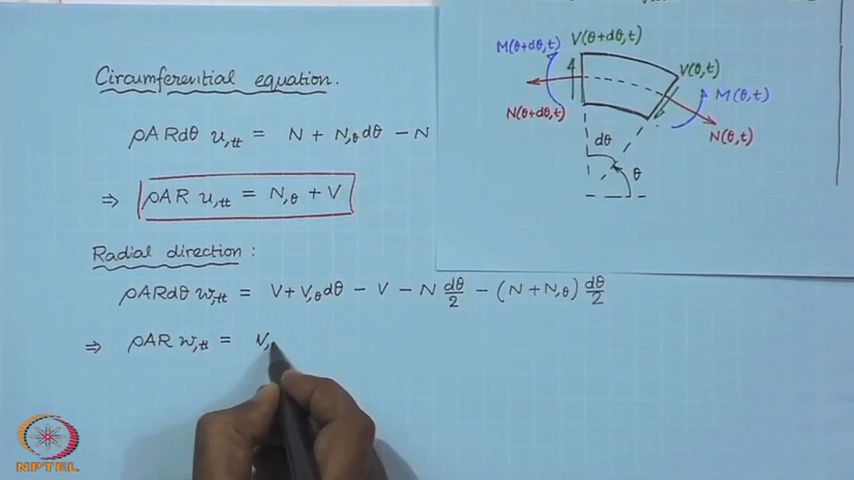 Circumferential equation.
ρARdθ u,tt = N + N,θ dθ - N
⇒ ρAR u,tt = N,θ + V
Radial direction :
ρARdθ w,tt = V + V,θ dθ - V - N dθ/2 - (N + N,θ) dθ/2
⇒ ρAR w,tt = V,
M(θ+dθ,t)
V(θ+dθ,t)
V(θ,t)
M(θ,t)
N(θ+dθ,t)
N(θ,t)
dθ
θ
NPTEL